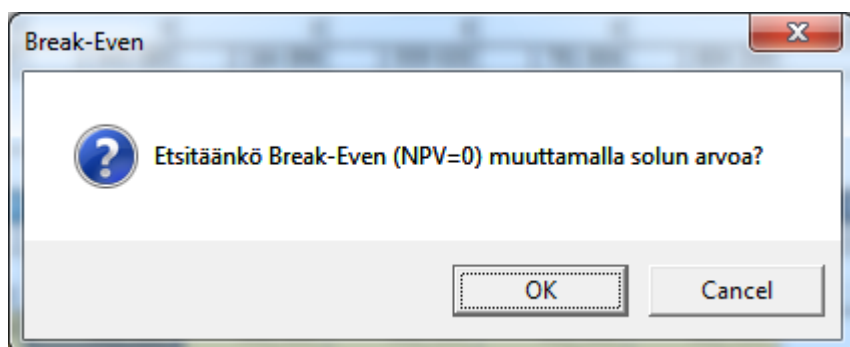 Break-Even
Etsitäänkö Break-Even (NPV=0) muuttamalla solun arvoa?
OK
Cancel